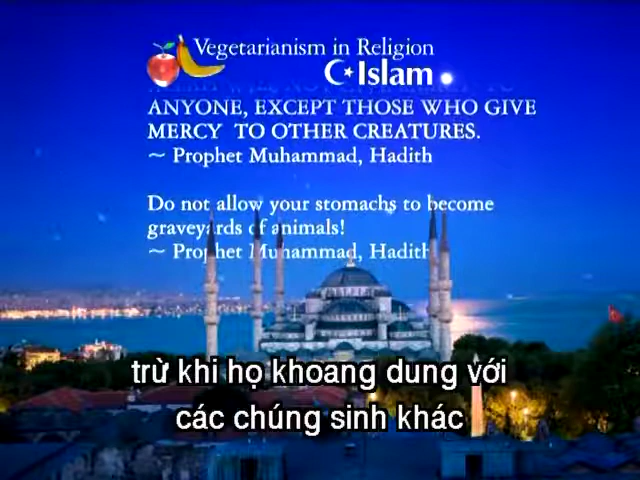 Vegetarianism in Religion
Islam
ANYONE, EXCEPT THOSE WHO GIVE
MERCY TO OTHER CREATURES.
~ Prophet Muhammad, Hadith
Do not allow your stomachs to become
graveyards of animals!
~ Prophet Muhammad, Hadith
trừ khi họ khoang dung với
các chúng sinh khác